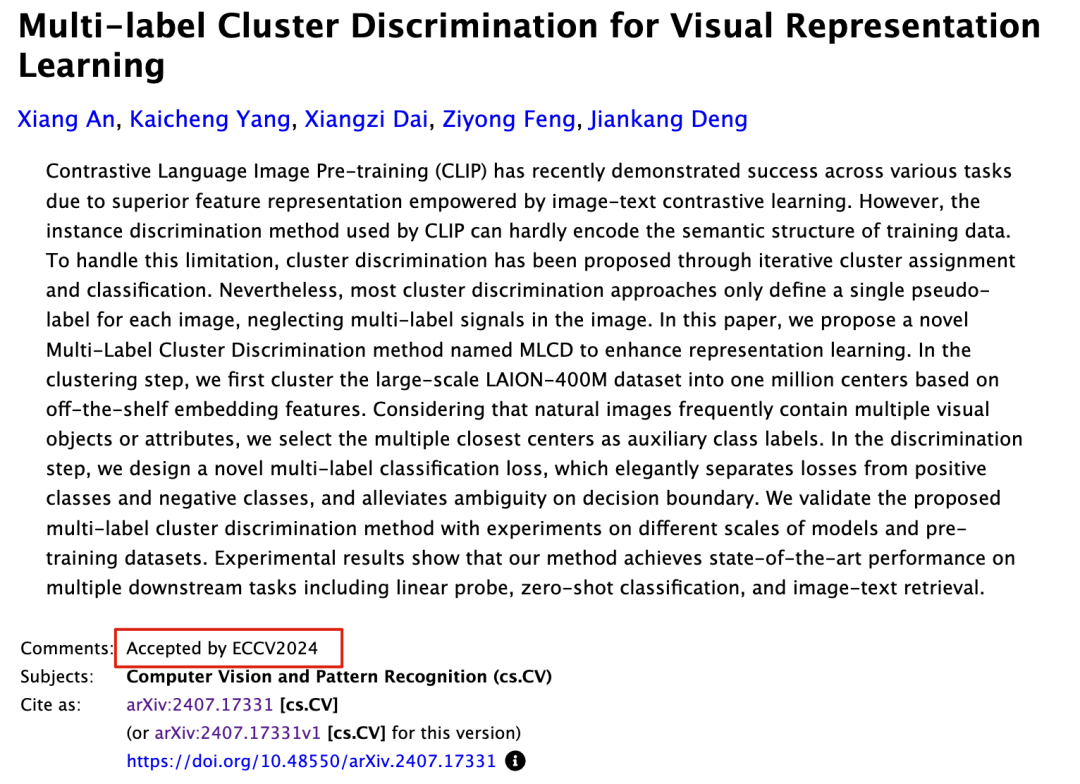 Multi-label Cluster Discrimination for Visual Representation
Learning
Xiang An, Kaicheng Yang, Xiangzi Dai, Ziyong Feng, Jiankang Deng
Contrastive Language Image Pre-training (CLIP) has recently demonstrated success across various tasks
due to superior feature representation empowered by image-text contrastive learning. However, the
instance discrimination method used by CLIP can hardly encode the semantic structure of training data.
To handle this limitation, cluster discrimination has been proposed through iterative cluster assignment
and classification. Nevertheless, most cluster discrimination approaches only define a single pseudo-
label for each image, neglecting multi-label signals in the image. In this paper, we propose a novel
Multi-Label Cluster Discrimination method named MLCD to enhance representation learning. In the
clustering step, we first cluster the large-scale LAION-400M dataset into one million centers based on
off-the-shelf embedding features. Considering that natural images frequently contain multiple visual
objects or attributes, we select the multiple closest centers as auxiliary class labels. In the discrimination
step, we design a novel multi-label classification loss, which elegantly separates losses from positive
classes and negative classes, and alleviates ambiguity on decision boundary. We validate the proposed
multi-label cluster discrimination method with experiments on different scales of models and pre-
training datasets. Experimental results show that our method achieves state-of-the-art performance on
multiple downstream tasks including linear probe, zero-shot classification, and image-text retrieval.
Comments: Accepted by ECCV2024
Subjects: Computer Vision and Pattern Recognition (cs.CV)
Cite as: arXiv:2407.17331 [cs.CV]
(or arXiv:2407.17331v1 [cs.CV] for this version)
https://doi.org/10.48550/arXiv.2407.17331